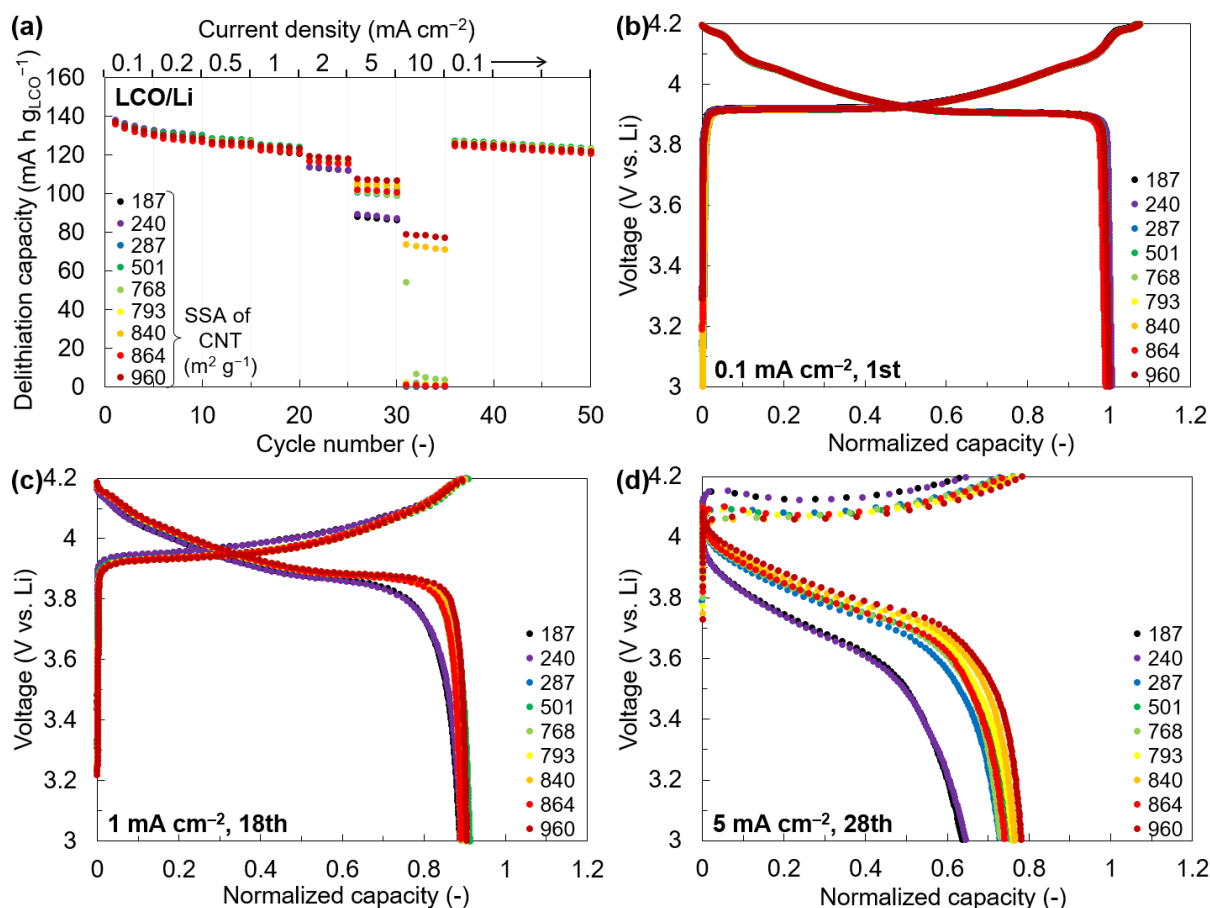 (a)
Current density (mA cm⁻²)
0.1 0.2 0.5 1 2 5 10 0.1
LCO/Li
Delithiation capacity (mA h g_LCO⁻¹)
160
140
120
100
80
60
40
20
0
187
240
287
501
768
793
840
864
960
SSA of
CNT
(m² g⁻¹)
0 10 20 30 40 50
Cycle number (-)
(b)
Voltage (V vs. Li)
4.2
4
3.8
3.6
3.4
3.2
3
187
240
287
501
768
793
840
864
960
0.1 mA cm⁻², 1st
0 0.2 0.4 0.6 0.8 1 1.2
Normalized capacity (-)
(c)
Voltage (V vs. Li)
4.2
4
3.8
3.6
3.4
3.2
3
187
240
287
501
768
793
840
864
960
1 mA cm⁻², 18th
0 0.2 0.4 0.6 0.8 1 1.2
Normalized capacity (-)
(d)
Voltage (V vs. Li)
4.2
4
3.8
3.6
3.4
3.2
3
187
240
287
501
768
793
840
864
960
5 mA cm⁻², 28th
0 0.2 0.4 0.6 0.8 1 1.2
Normalized capacity (-)